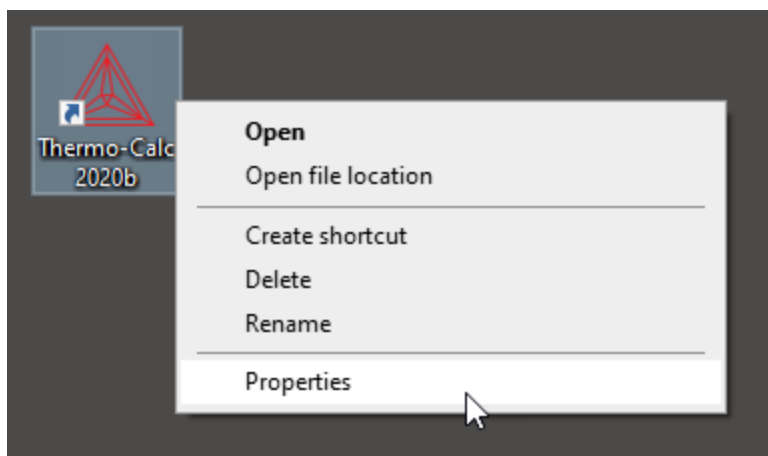 Thermo-Calc
2020b
Open
Open file location
Create shortcut
Delete
Rename
Properties